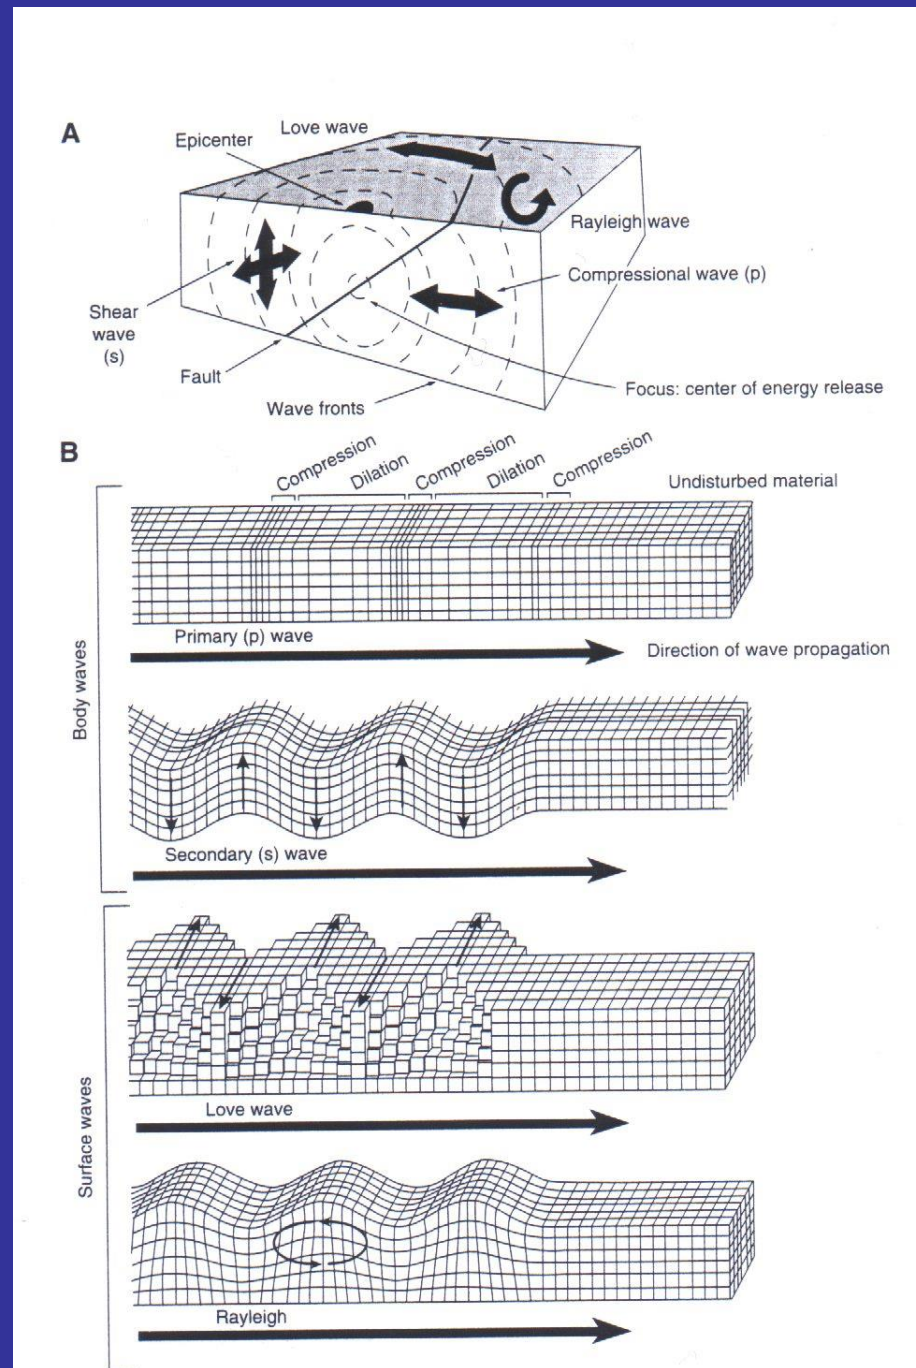 A
Love wave
Epicenter
Rayleigh wave
Compressional wave (p)
Shear
wave
(s)
Fault
Focus: center of energy release
Wave fronts
B
Compression
Dilation
Compression
Dilation
Compression
Undisturbed material
Body waves
Primary (p) wave
Direction of wave propagation
Secondary (s) wave
Surface waves
Love wave
Rayleigh